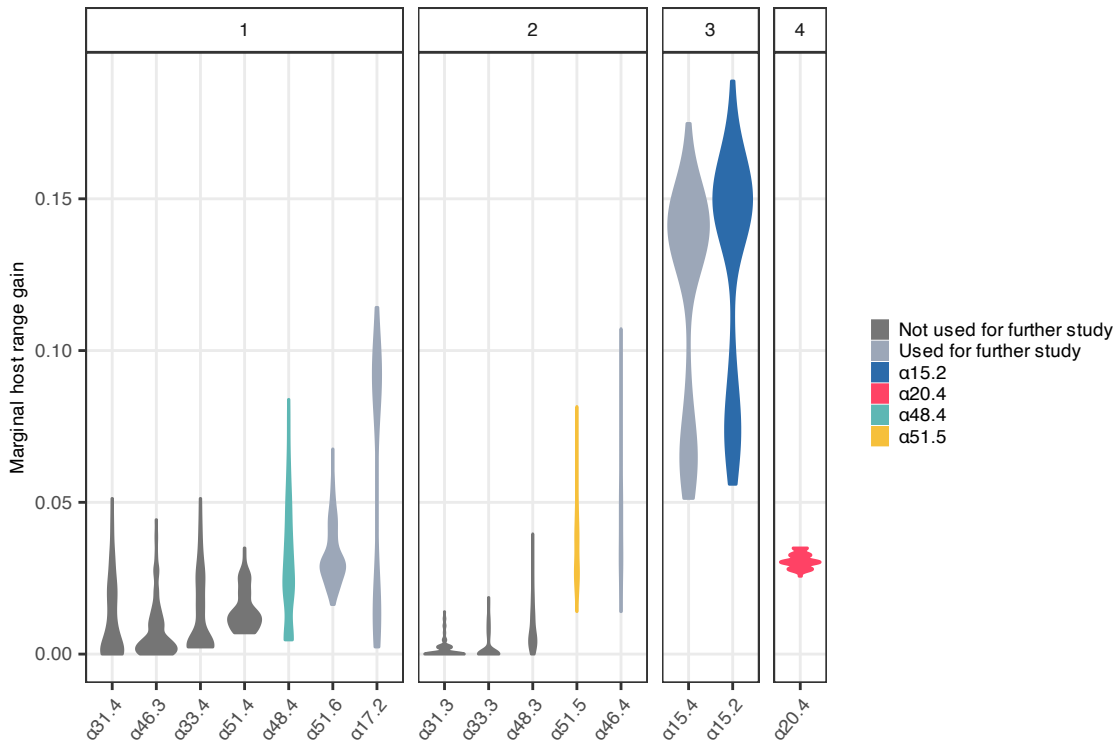 1
2
3
4
Marginal host range gain
0.15
0.10
0.05
0.00
α31.4
α46.3
α33.4
α51.4
α48.4
α51.6
α17.2
α31.3
α33.3
α48.3
α51.5
α46.4
α15.4
α15.2
α20.4
Not used for further study
Used for further study
α15.2
α20.4
α48.4
α51.5